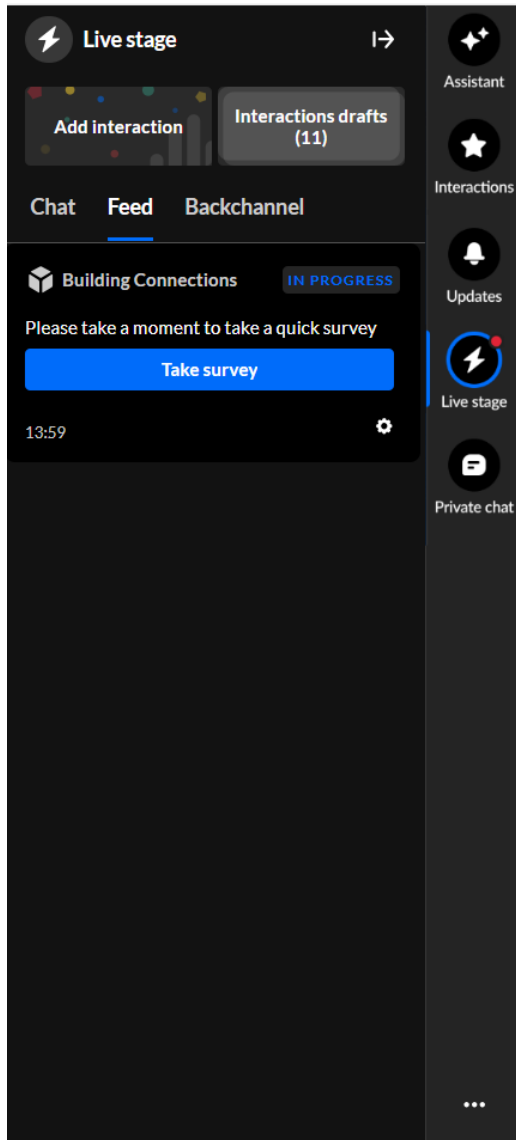 Live stage
Add interaction
Interactions drafts
(11)
Chat
Feed
Backchannel
Building Connections
IN PROGRESS
Please take a moment to take a quick survey
Take survey
13:59
Assistant
Interactions
Updates
Live stage
Private chat